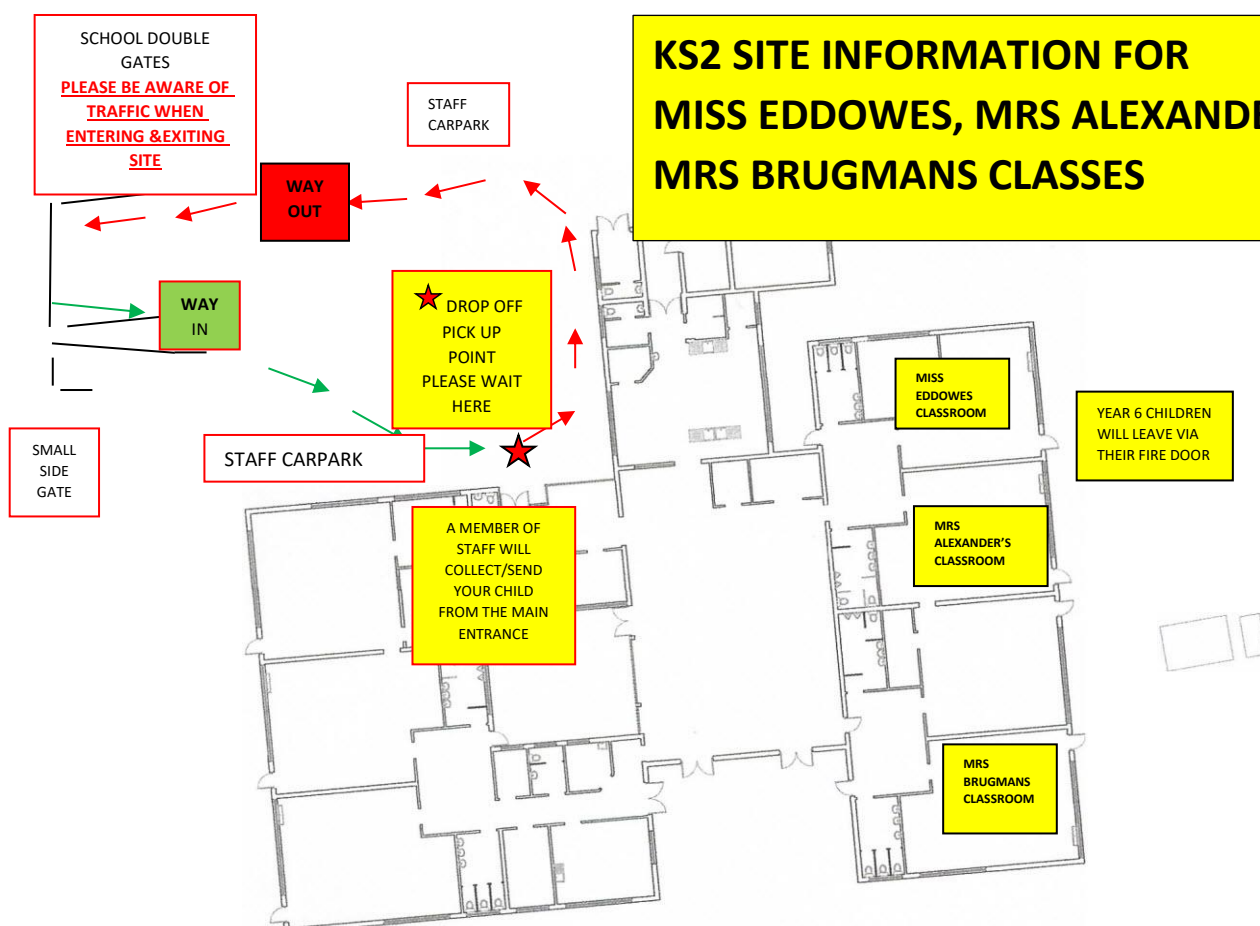 SCHOOL DOUBLE
GATES
PLEASE BE AWARE OF
TRAFFIC WHEN
ENTERING &EXITING
SITE
STAFF
CARPARK
KS2 SITE INFORMATION FOR
MISS EDDOWES, MRS ALEXANDE
MRS BRUGMANS CLASSES
WAY
OUT
WAY
IN
DROP OFF
PICK UP
POINT
PLEASE WAIT
HERE
SMALL
SIDE
GATE
STAFF CARPARK
A MEMBER OF
STAFF WILL
COLLECT/SEND
YOUR CHILD
FROM THE MAIN
ENTRANCE
MISS
EDDOWES
CLASSROOM
YEAR 6 CHILDREN
WILL LEAVE VIA
THEIR FIRE DOOR
MRS
ALEXANDER'S
CLASSROOM
MRS
BRUGMANS
CLASSROOM